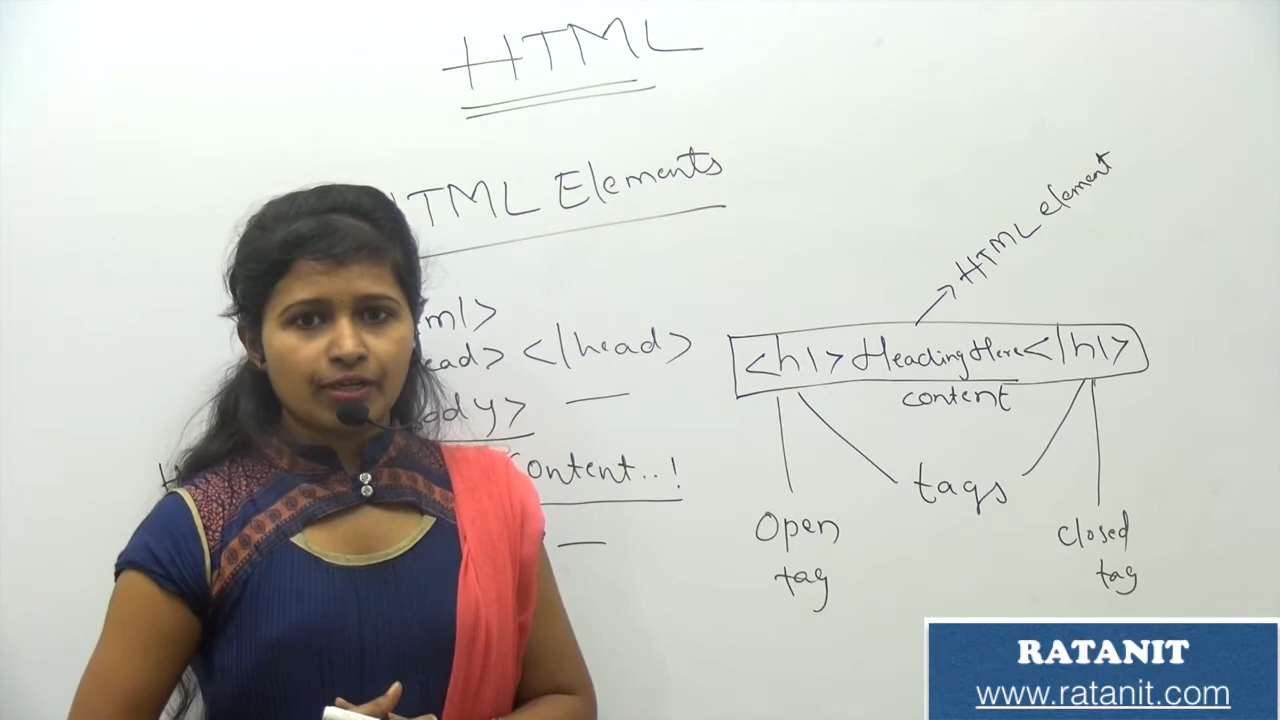 HTML
HTML Elements
ml>
ead> </head>
ody> —
content..!
—
HTML element
<h1> Heading Here </h1>
content
tags
Open
tag
closed
tag
RATANIT
www.ratanit.com